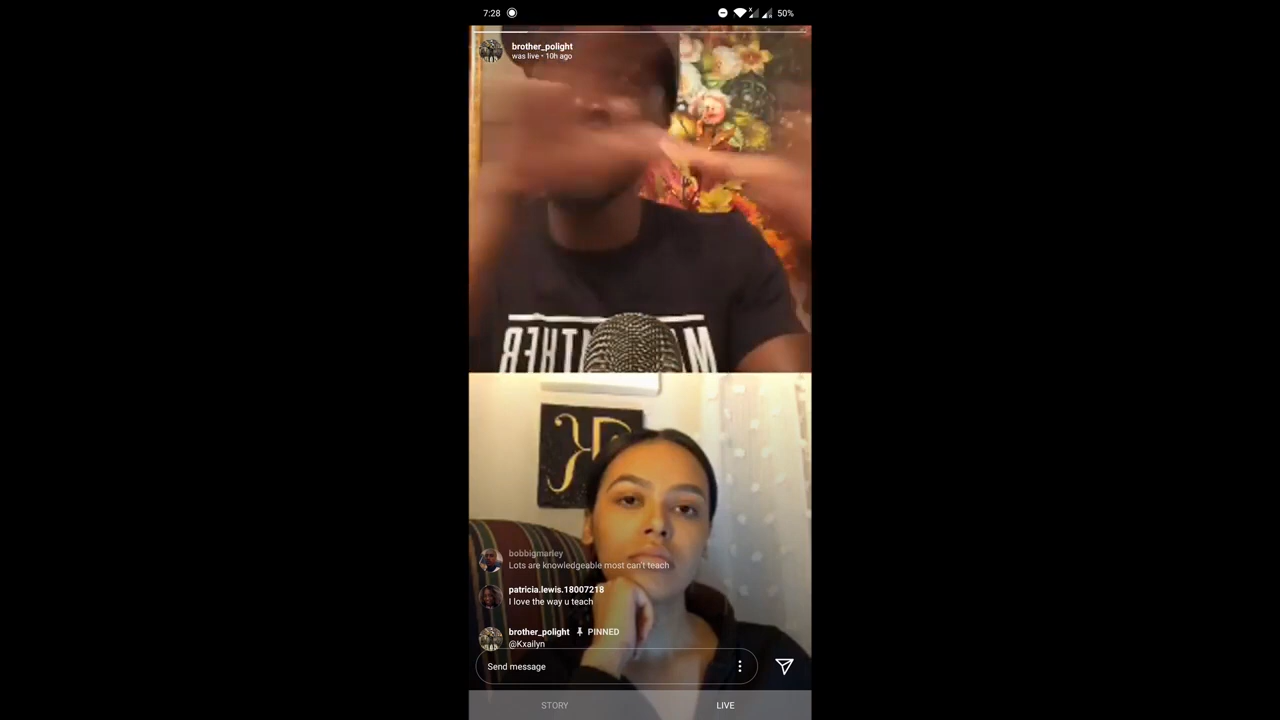 7:28
50%
brother_polight
was live • 10h ago
bobbigmarley
Lots are knowledgeable most can't teach
patricia.lewis.18007218
I love the way u teach
brother_polight PINNED
@Kxailyn
Send message
STORY LIVE